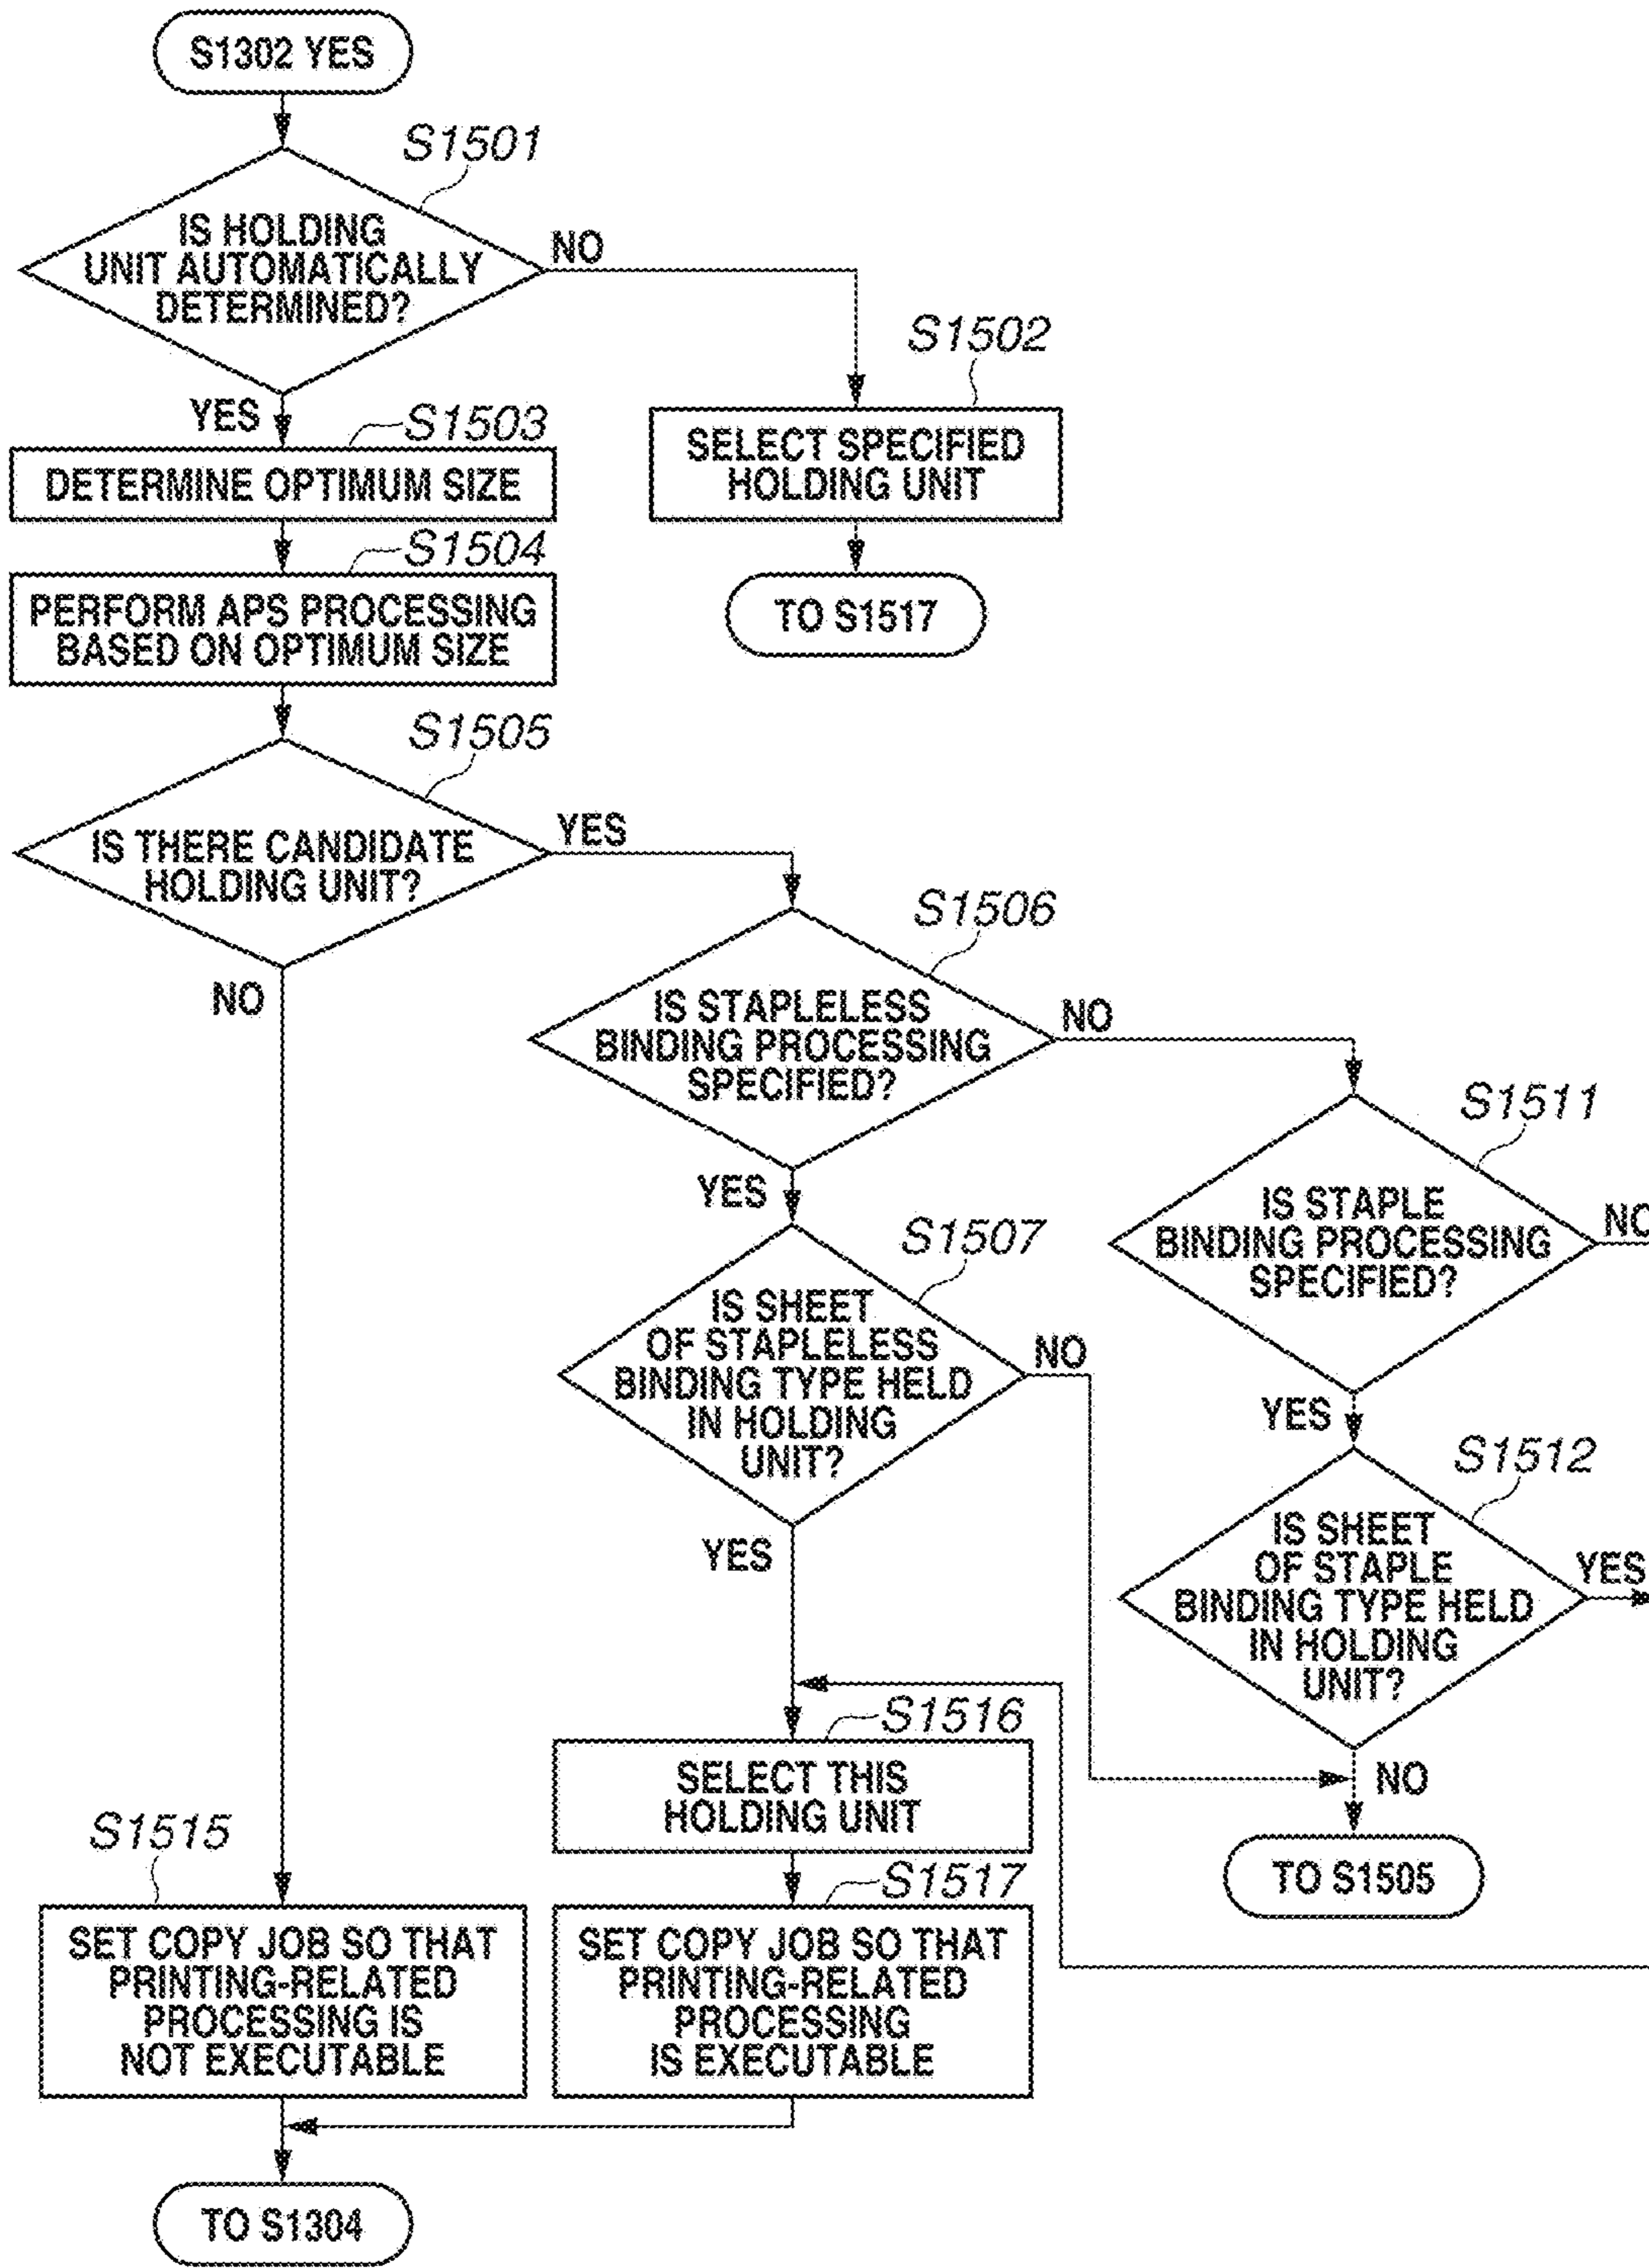 S1302 YES
S1501
IS HOLDING
UNIT AUTOMATICALLY
DETERMINED?
NO
S1502
SELECT SPECIFIED
HOLDING UNIT
TO S1517
YES
S1503
DETERMINE OPTIMUM SIZE
S1504
PERFORM APS PROCESSING
BASED ON OPTIMUM SIZE
S1505
IS THERE CANDIDATE
HOLDING UNIT?
YES
NO
S1506
IS STAPLELESS
BINDING PROCESSING
SPECIFIED?
NO
YES
S1511
IS STAPLE
BINDING PROCESSING
SPECIFIED?
NO
YES
S1507
IS SHEET
OF STAPLELESS
BINDING TYPE HELD
IN HOLDING
UNIT?
NO
YES
S1512
IS SHEET
OF STAPLE
BINDING TYPE HELD
IN HOLDING
UNIT?
YES
NO
TO S1505
S1516
SELECT THIS
HOLDING UNIT
S1515
SET COPY JOB SO THAT
PRINTING-RELATED
PROCESSING IS
NOT EXECUTABLE
S1517
SET COPY JOB SO THAT
PRINTING-RELATED
PROCESSING
IS EXECUTABLE
TO S1304